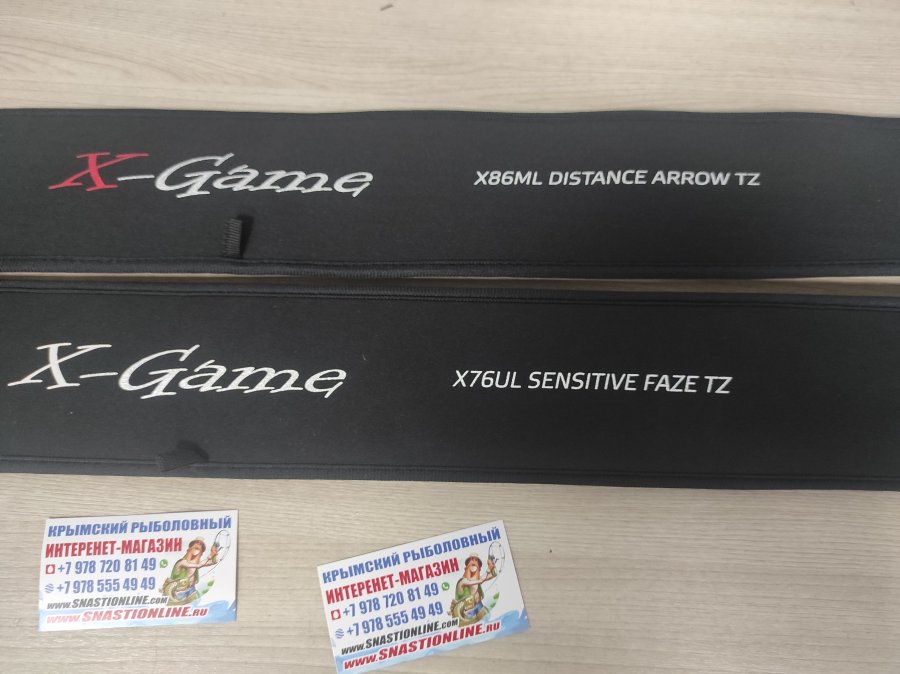 X-Game
X86ML DISTANCE ARROW TZ
X-Game
X76UL SENSITIVE FAZE TZ
КРЫМСКИЙ РЫБОЛОВНЫЙ
ИНТЕРЕНЕТ-МАГАЗИН
+7 978 720 81 49
+7 978 555 49 49
www.SNASTIONLINE.com
www.SNASTIONLINE.ru
КРЫМСКИЙ РЫБОЛОВНЫЙ
ИНТЕРЕНЕТ-МАГАЗИН
+7 978 720 81 49
+7 978 555 49 49
www.SNASTIONLINE.com
www.SNASTIONLINE.ru